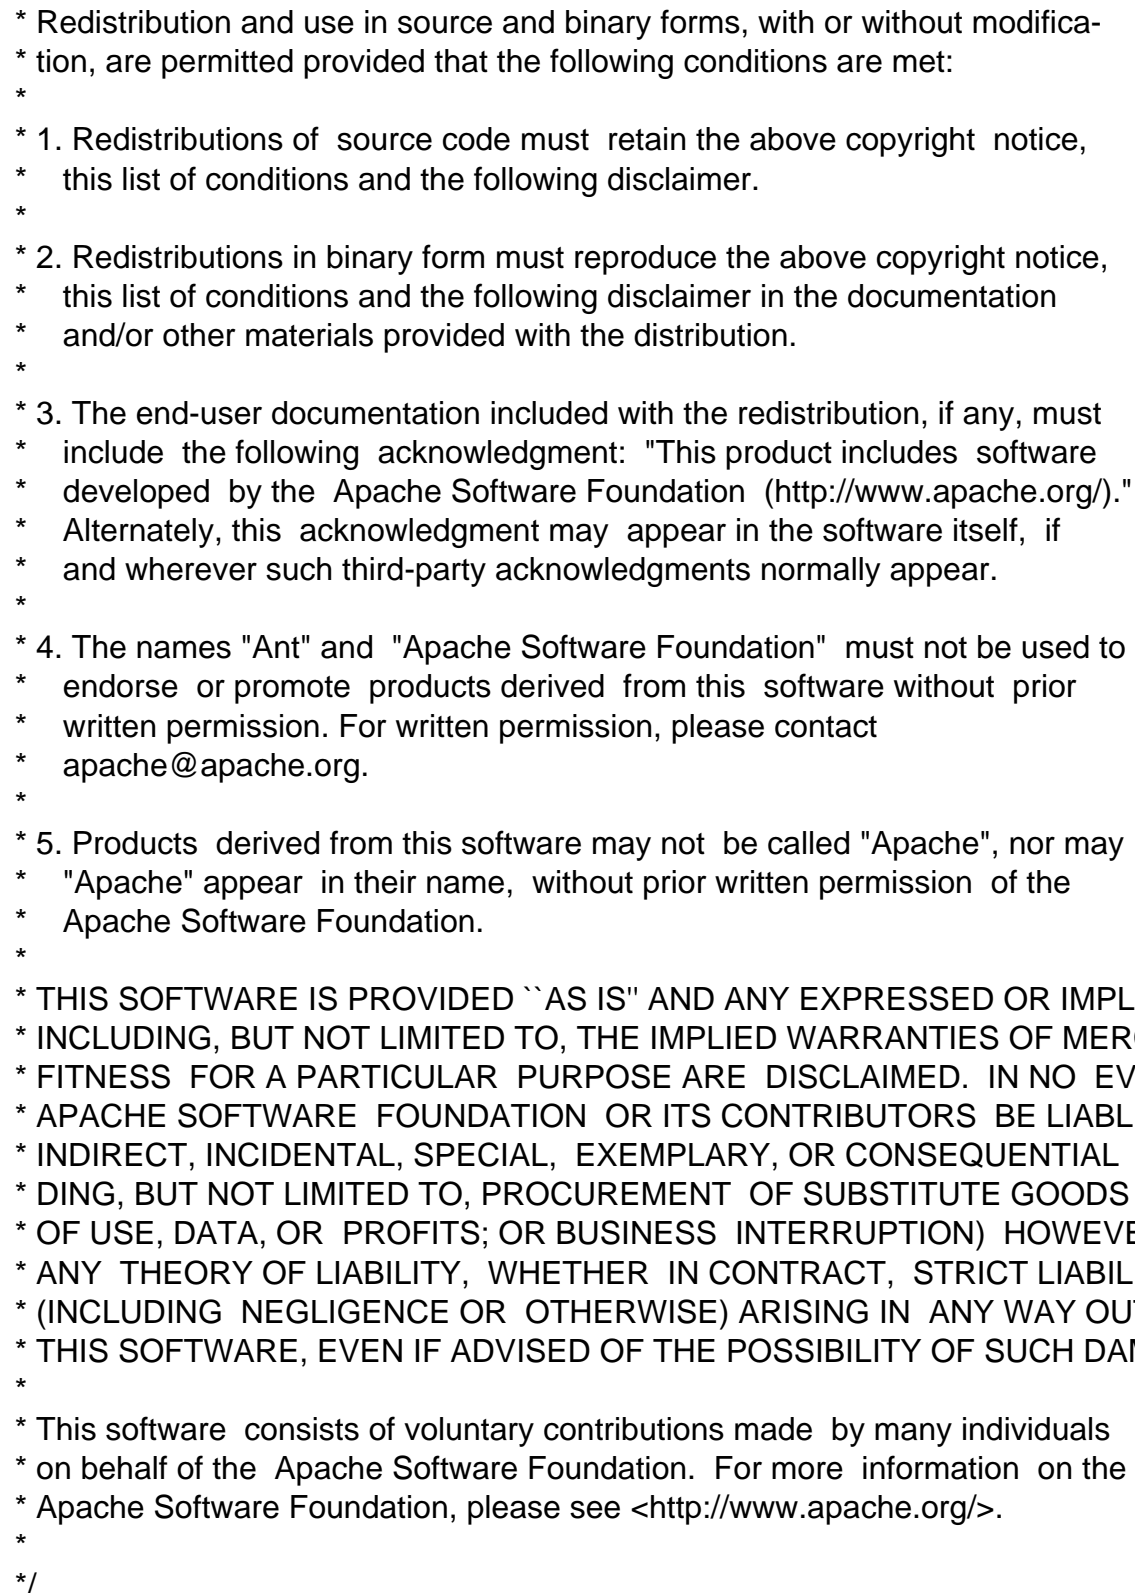 * Redistribution and use in source and binary forms, with or without modifica-
* tion, are permitted provided that the following conditions are met:
*
* 1. Redistributions of  source code must  retain the above copyright  notice,
*    this list of conditions and the following disclaimer.
*
* 2. Redistributions in binary form must reproduce the above copyright notice,
*    this list of conditions and the following disclaimer in the documentation
*    and/or other materials provided with the distribution.
*
* 3. The end-user documentation included with the redistribution, if any, must
*    include  the following  acknowledgment:  "This product includes  software
*    developed  by the  Apache Software Foundation  (http://www.apache.org/)."
*    Alternately, this  acknowledgment may  appear in the software itself,  if
*    and wherever such third-party acknowledgments normally appear.
*
* 4. The names "Ant" and  "Apache Software Foundation"  must not be used to
*    endorse  or promote  products derived  from this  software without  prior
*    written permission. For written permission, please contact
*    apache@apache.org.
*
* 5. Products  derived from this software may not  be called "Apache", nor may
*    "Apache" appear  in their name,  without prior written permission  of the
*    Apache Software Foundation.
*
* THIS SOFTWARE IS PROVIDED ``AS IS'' AND ANY EXPRESSED OR IMPL
* INCLUDING, BUT NOT LIMITED TO, THE IMPLIED WARRANTIES OF MER
* FITNESS  FOR A PARTICULAR  PURPOSE ARE  DISCLAIMED.  IN NO  EV
* APACHE SOFTWARE  FOUNDATION  OR ITS CONTRIBUTORS  BE LIABL
* INDIRECT, INCIDENTAL, SPECIAL,  EXEMPLARY, OR CONSEQUENTIAL
* DING, BUT NOT LIMITED TO, PROCUREMENT  OF SUBSTITUTE GOODS
* OF USE, DATA, OR  PROFITS; OR BUSINESS  INTERRUPTION)  HOWEVE
* ANY  THEORY OF LIABILITY,  WHETHER  IN CONTRACT,  STRICT LIABIL
* (INCLUDING  NEGLIGENCE OR  OTHERWISE) ARISING IN  ANY WAY OU
* THIS SOFTWARE, EVEN IF ADVISED OF THE POSSIBILITY OF SUCH DA
*
* This software  consists of voluntary contributions made  by many individuals
* on behalf of the  Apache Software Foundation.  For more  information  on the
* Apache Software Foundation, please see <http://www.apache.org/>.
*
*/